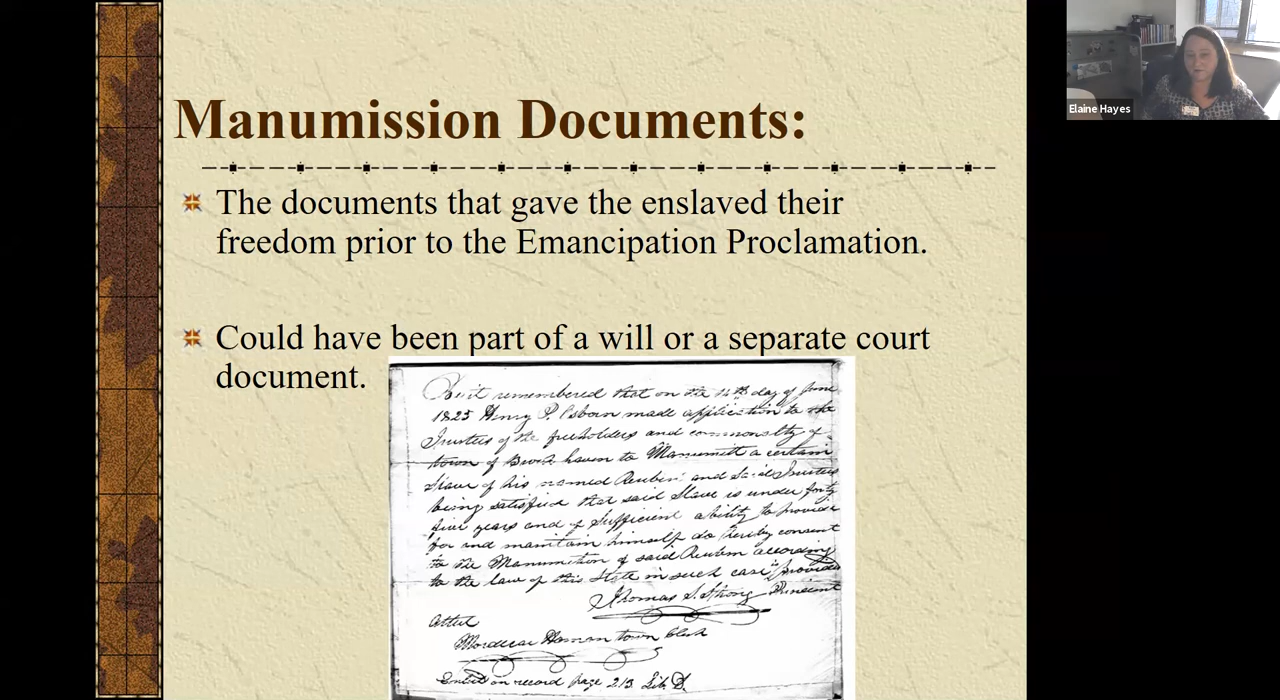 Manumission Documents:
The documents that gave the enslaved their
freedom prior to the Emancipation Proclamation.
Could have been part of a will or a separate court
document.
Be it remembered that on the 14th day of June
1825 Henry P. Osborn made application to the
Trustees of the freeholders and commonalty of
town of Brook haven to Manumitt a certain
Slave of his named Reuben and Said Trustees
being satisfied that said Slave is under forty
five years and of Sufficient ability to provide
for and maintain himself do hereby consent
to the Manumition of said Reuben according
to the law of this State in such case provided
Thomas S. Strong President
Attest
Mordecai Homan town Clerk
Enterd on record page 213 Lib. D.
Elaine Hayes